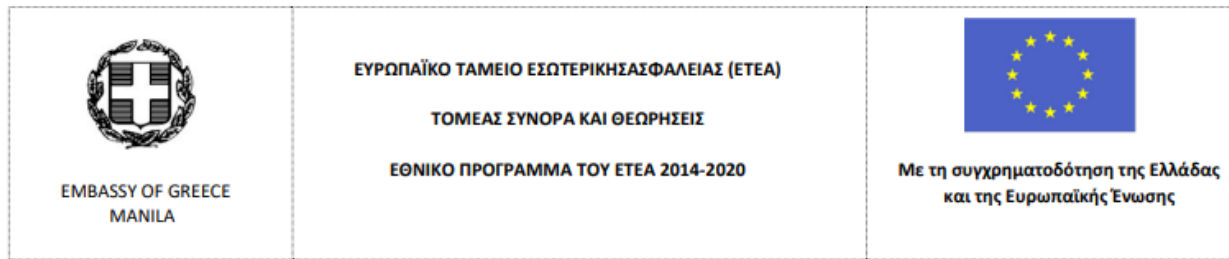 EMBASSY OF GREECE
MANILA
ΕΥΡΩΠΑΪΚΟ ΤΑΜΕΙΟ ΕΣΩΤΕΡΙΚΗΣΑΣΦΑΛΕΙΑΣ (ΕΤΕΑ)
ΤΟΜΕΑΣ ΣΥΝΟΡΑ ΚΑΙ ΘΕΩΡΗΣΕΙΣ
ΕΘΝΙΚΟ ΠΡΟΓΡΑΜΜΑ ΤΟΥ ΕΤΕΑ 2014-2020
Με τη συγχρηματοδότηση της Ελλάδας
και της Ευρωπαϊκής Ένωσης